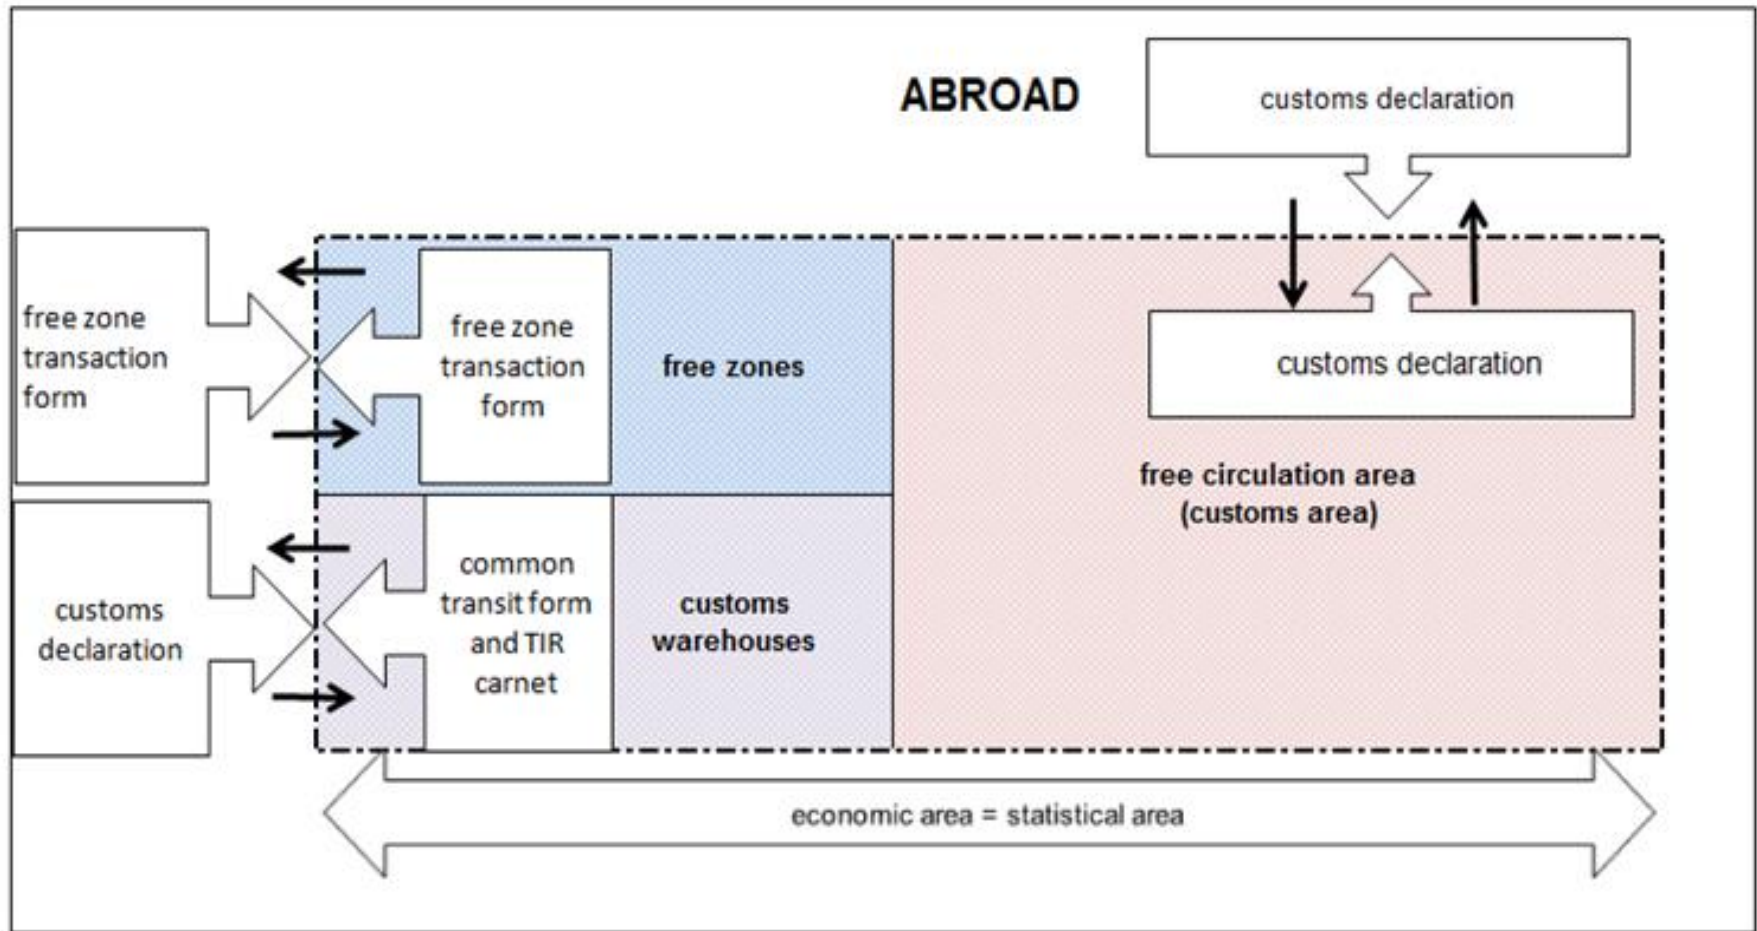 ABROAD
customs declaration
free zone
transaction
form
free zone
transaction
form
free zones
customs declaration
free circulation area
(customs area)
customs
declaration
common
transit form
and TIR
carnet
customs
warehouses
economic area = statistical area